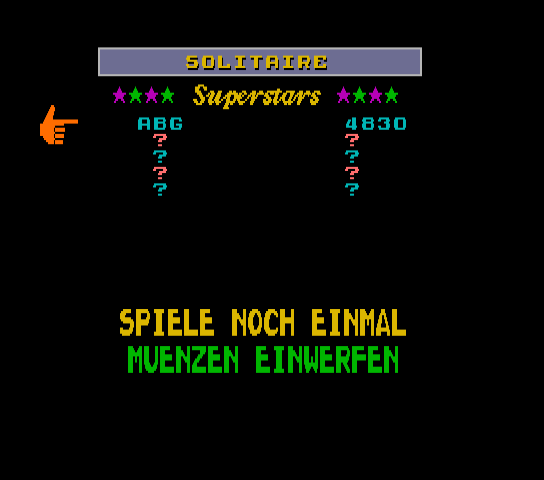 SOLITAIRE
Superstars
ABG 4830
? ?
? ?
? ?
? ?
SPIELE NOCH EINMAL
MUENZEN EINWERFEN